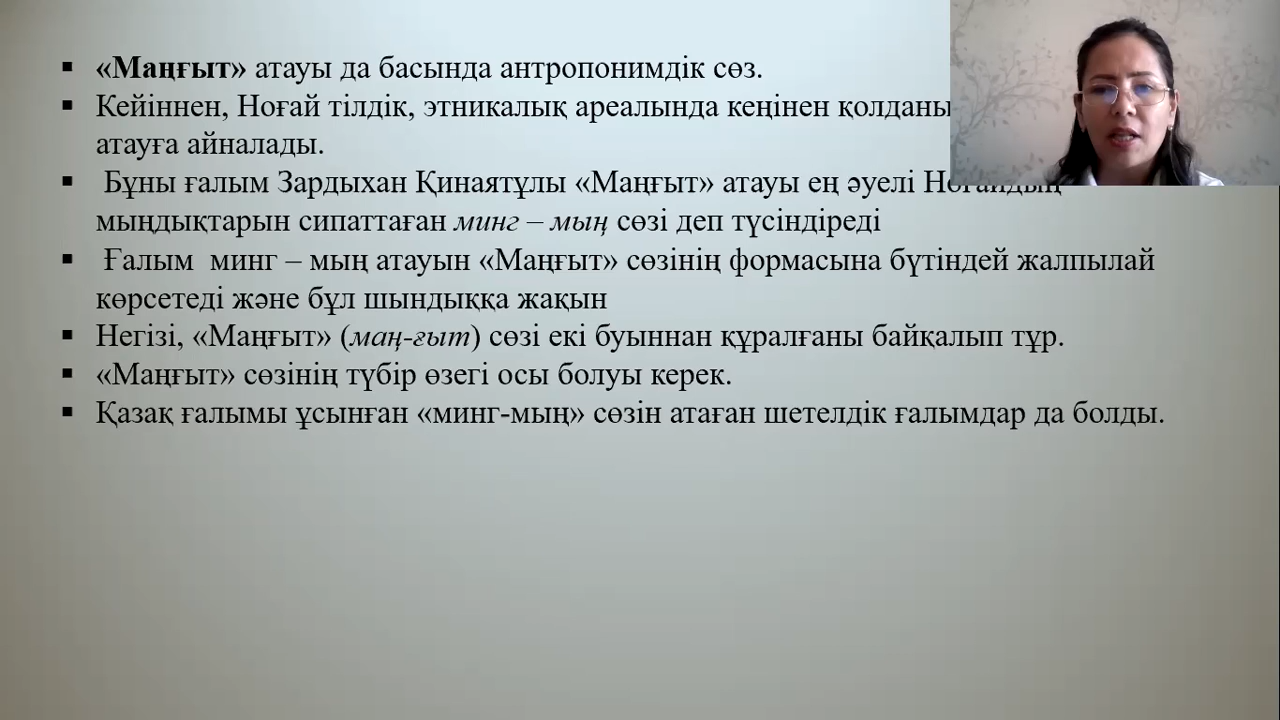 «Маңғыт» атауы да басында антропонимдік сөз.
Кейіннен, Ноғай тілдік, этникалық ареалында кеңінен
атауға айналады.
Бұны ғалым Зардыхан Қинаятұлы «Маңғыт» атауы ең әуелі Ноғайдың
мыңдықтарын сипаттаған минг – мың сөзі деп түсіндіреді
Ғалым минг – мың атауын «Маңғыт» сөзінің формасына бүтіндей жалпылай
көрсетеді және бұл шындыққа жақын
Негізі, «Маңғыт» (маң-ғыт) сөзі екі буыннан құралғаны байқалып тұр.
«Маңғыт» сөзінің түбір өзегі осы болуы керек.
Қазақ ғалымы ұсынған «минг-мың» сөзін атаған шетелдік ғалымдар да болды.